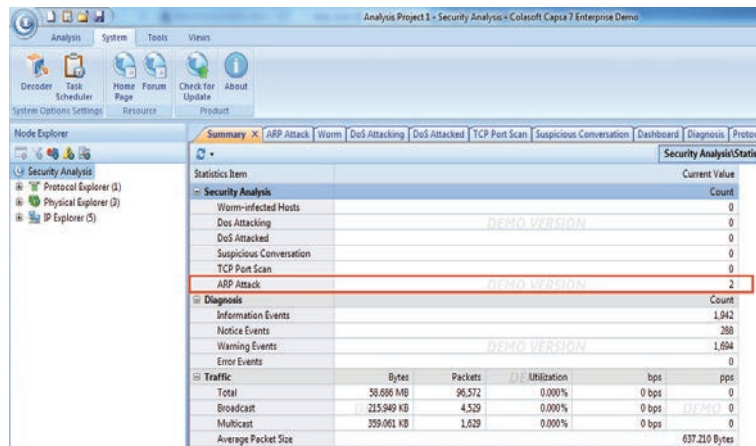 Analysis Project 1 - Security Analysis - Colasoft Capsa 7 Enterprise Demo
Analysis System Tools Views
Decoder Task Scheduler Home Page Forum Check for Update About
System Options Settings Resource Product
Node Explorer
Summary X ARP Attack Worm DoS Attacking DoS Attacked TCP Port Scan Suspicious Conversation Dashboard Diagnosis Protoc
Security Analysis\Statis
Security Analysis
Protocol Explorer (1)
Physical Explorer (3)
IP Explorer (5)
Statistics Item Current Value
Security Analysis Count
Worm-infected Hosts 0
Dos Attacking 0
DEMO VERSION
DoS Attacked 0
Suspicious Conversation 0
TCP Port Scan 0
ARP Attack 2
DEMO VERSION
Diagnosis Count
Information Events 1,942
Notice Events 288
Warning Events 1,694
DEMO VERSION
Error Events 0
Traffic Bytes Packets Utilization bps pps
Total 58.686 MB 96,572 0.000% 0 bps 0
Broadcast 215.949 KB 4,529 0.000% 0 bps 0
Multicast 359.061 KB 1,629 0.000% 0 bps 0
Average Packet Size 637.210 Bytes